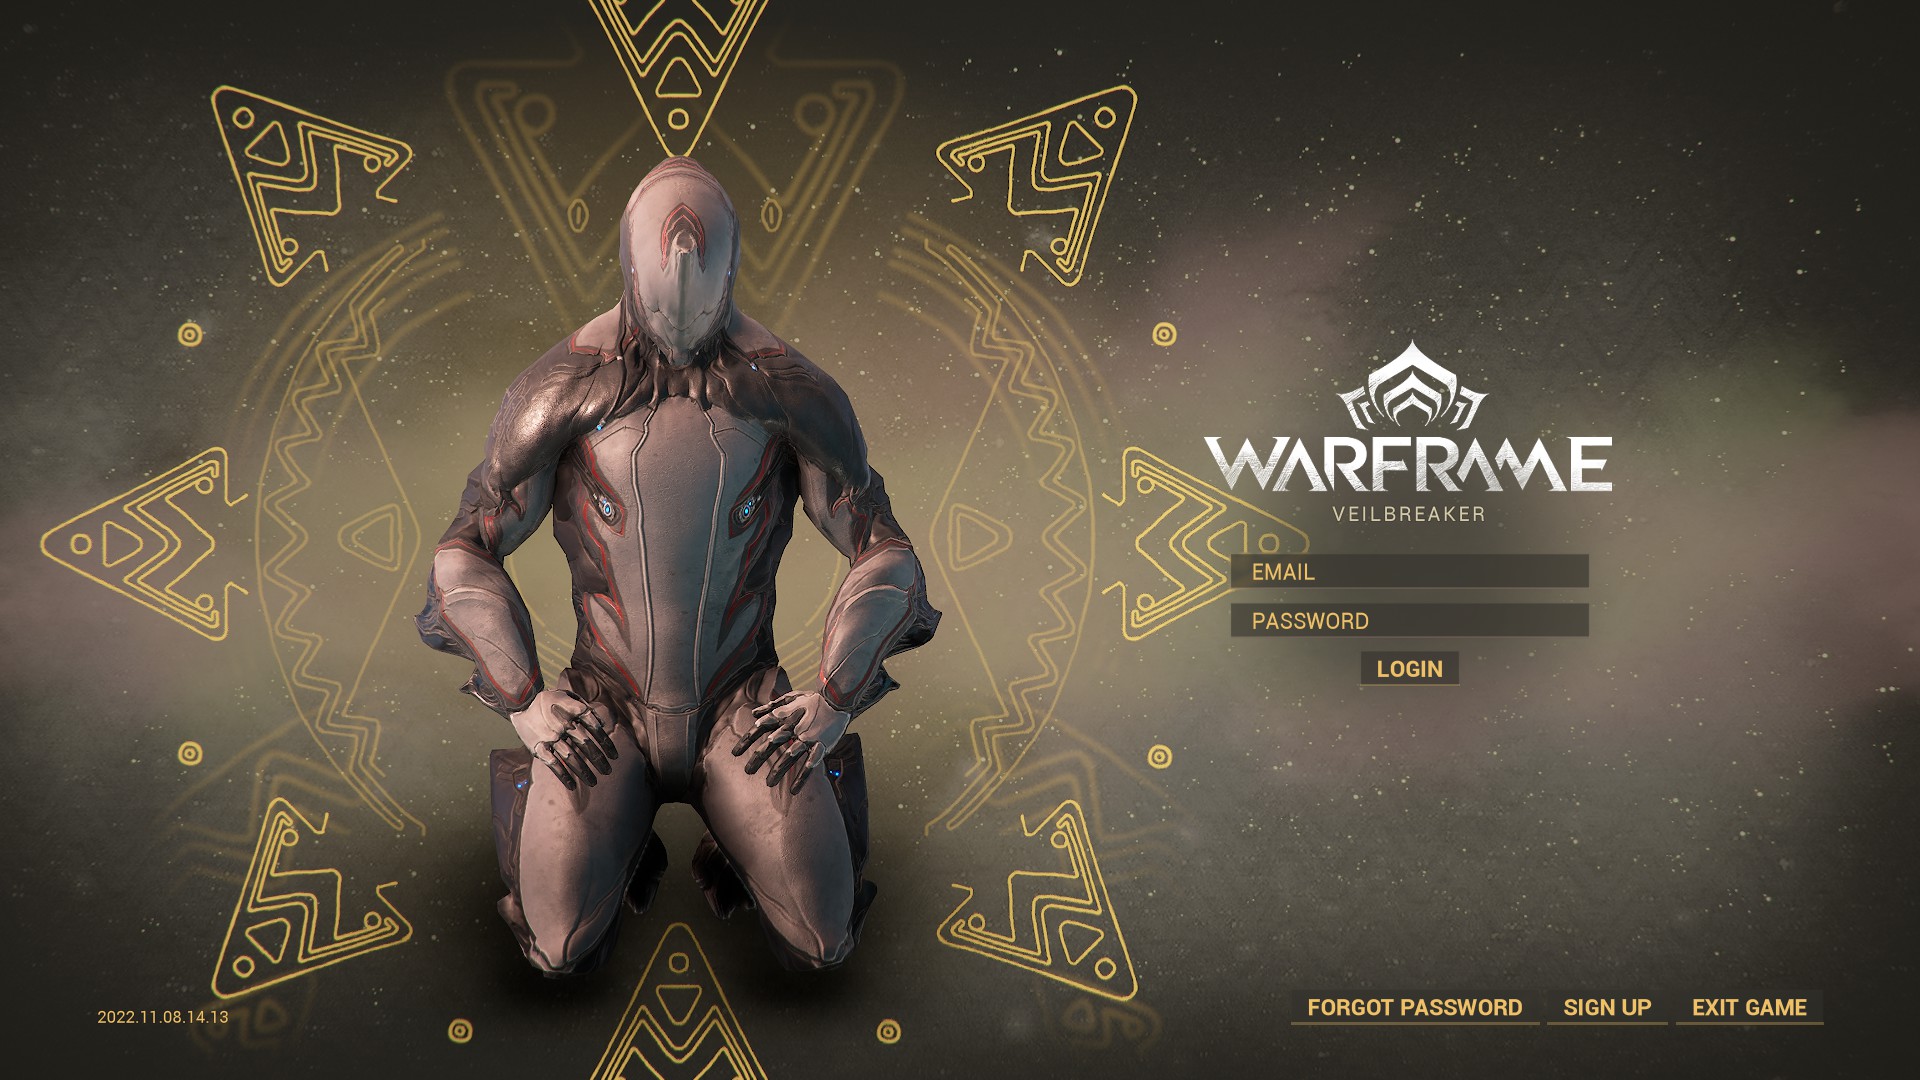 WARFRAME
VEILBREAKER
EMAIL
PASSWORD
LOGIN
2022.11.08.14.13
FORGOT PASSWORD
SIGN UP
EXIT GAME